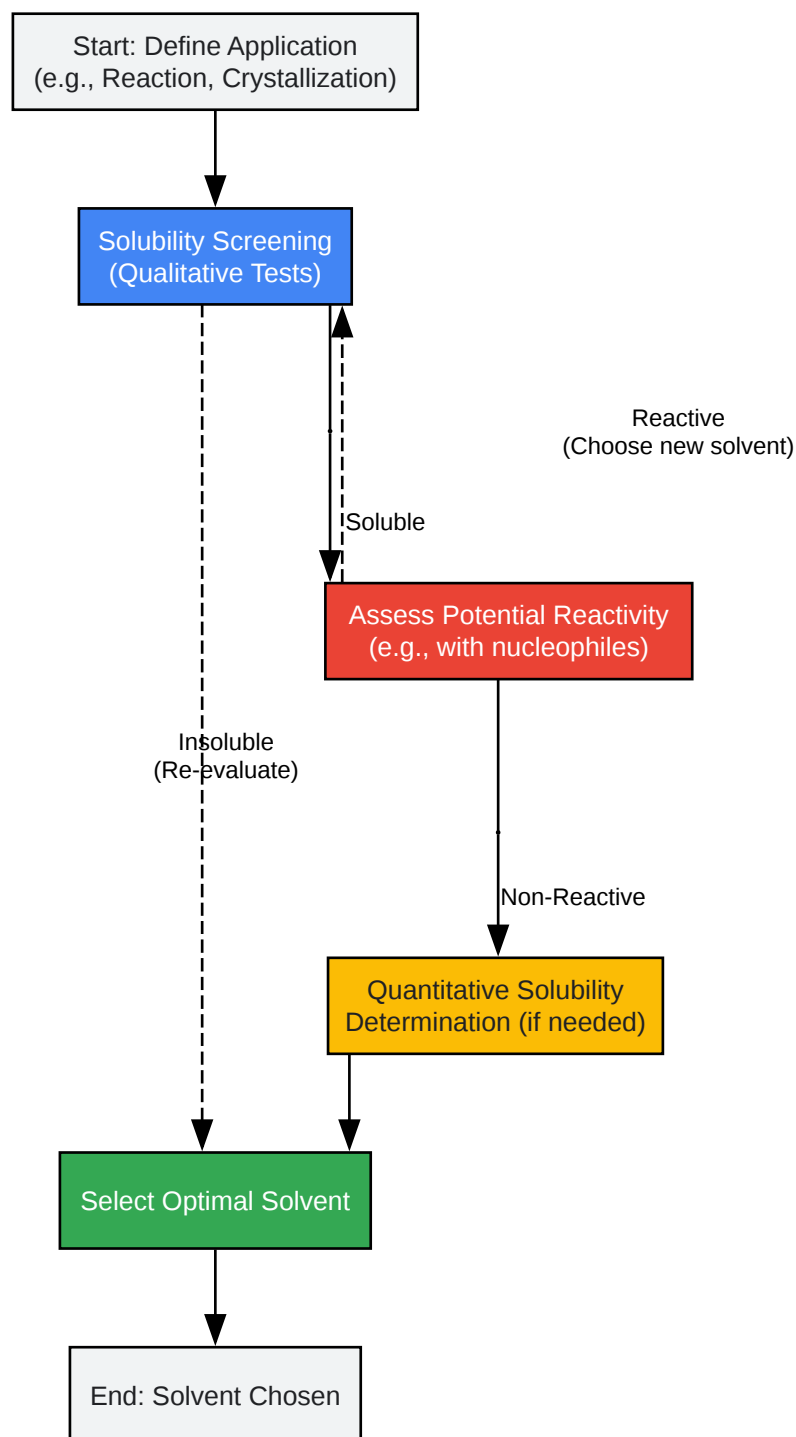 Start: Define Application
(e.g., Reaction, Crystallization)
Solubility Screening
(Qualitative Tests)
Reactive
(Choose new solvent)
Soluble
Assess Potential Reactivity
(e.g., with nucleophiles)
Insoluble
(Re-evaluate)
Non-Reactive
Quantitative Solubility
Determination (if needed)
Select Optimal Solvent
End: Solvent Chosen